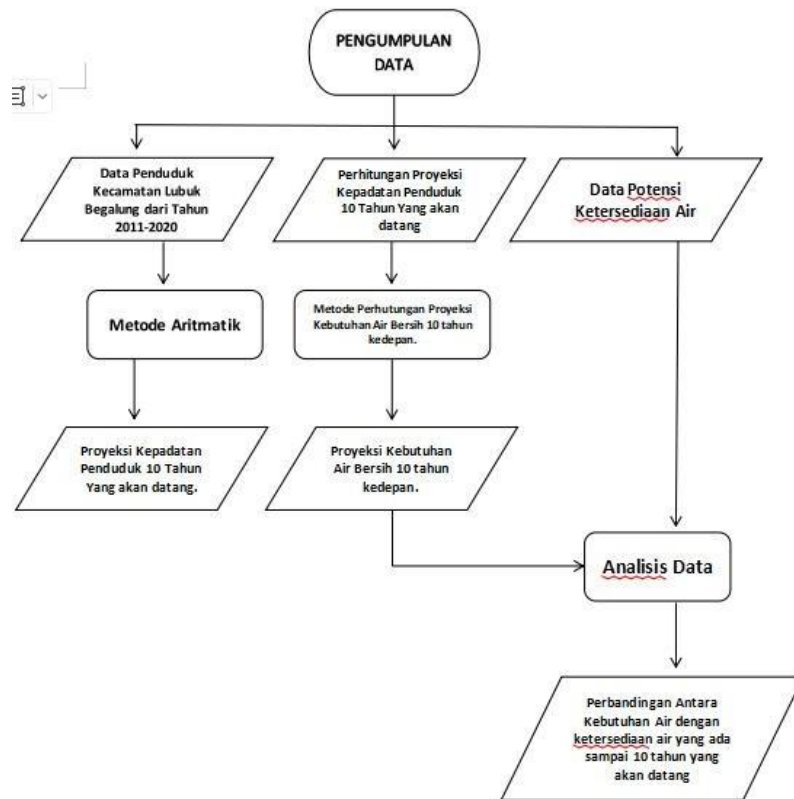 PENGUMPULAN
DATA
Data Penduduk
Kecamatan Lubuk
Begalung dari Tahun
2011-2020
Perhitungan Proyeksi
Kepadatan Penduduk
10 Tahun Yang akan
datang
Data Potensi
Ketersediaan Air
Metode Aritmatik
Metode Perhutungan Proyeksi
Kebutuhan Air Bersih 10 tahun
kedepan.
Proyeksi Kepadatan
Penduduk 10 Tahun
Yang akan datang.
Proyeksi Kebutuhan
Air Bersih 10 tahun
kedepan.
Analisis Data
Perbandingan Antara
Kebutuhan Air dengan
ketersediaan air yang ada
sampai 10 tahun yang
akan datang